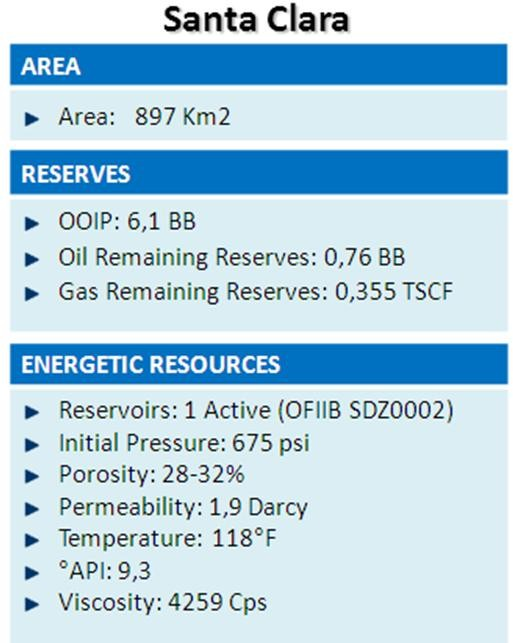 Santa Clara
AREA
Area: 897 Km2
RESERVES
OOIP: 6,1 BB
Oil Remaining Reserves: 0,76 BB
Gas Remaining Reserves: 0,355 TSCF
ENERGETIC RESOURCES
Reservoirs: 1 Active (OFIIB SDZ0002)
Initial Pressure: 675 psi
Porosity: 28-32%
Permeability: 1,9 Darcy
Temperature: 118°F
°API: 9,3
Viscosity: 4259 Cps